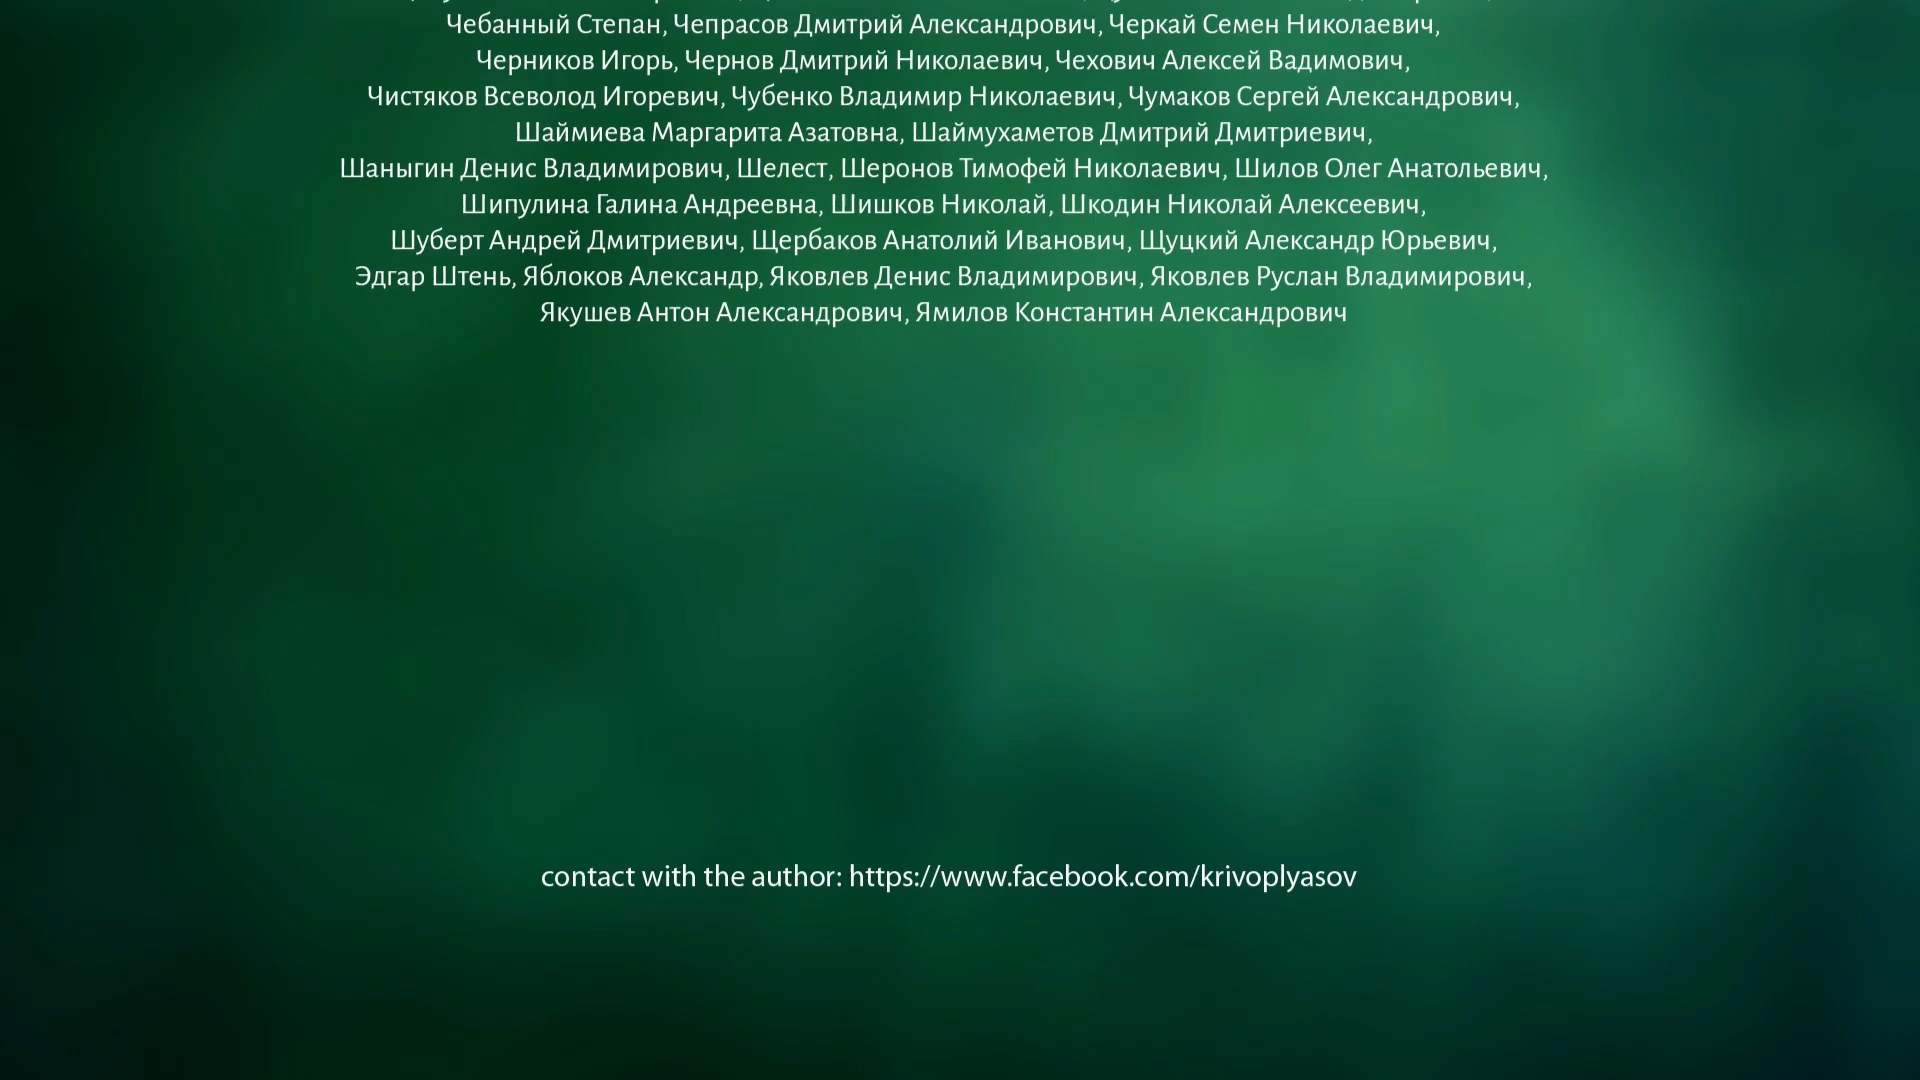 Чебанный Степан, Чепрасов Дмитрий Александрович, Черкай Семен Николаевич,
Черников Игорь, Чернов Дмитрий Николаевич, Чехович Алексей Вадимович,
Чистяков Всеволод Игоревич, Чубенко Владимир Николаевич, Чумаков Сергей Александрович,
Шаймиева Маргарита Азатовна, Шаймухаметов Дмитрий Дмитриевич,
Шаныгин Денис Владимирович, Шелест, Шеронов Тимофей Николаевич, Шилов Олег Анатольевич,
Шипулина Галина Андреевна, Шишков Николай, Шкодин Николай Алексеевич,
Шуберт Андрей Дмитриевич, Щербаков Анатолий Иванович, Щуцкий Александр Юрьевич,
Эдгар Штень, Яблоков Александр, Яковлев Денис Владимирович, Яковлев Руслан Владимирович,
Якушев Антон Александрович, Ямилов Константин Александрович
contact with the author: https://www.facebook.com/krivoplyasov